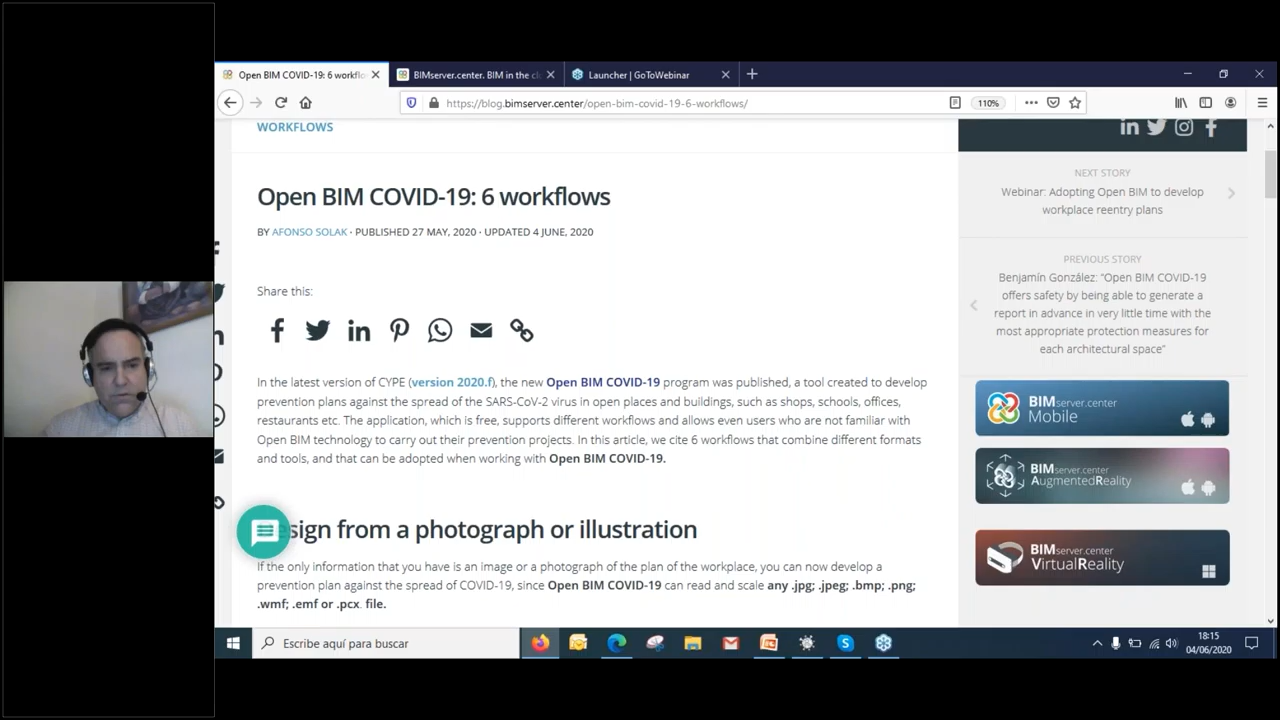 Open BIM COVID-19: 6 workflo
BIMserver.center. BIM in the cl
Launcher | GoToWebinar
https://blog.bimserver.center/open-bim-covid-19-6-workflows/
110%
WORKFLOWS
Open BIM COVID-19: 6 workflows
BY AFONSO SOLAK · PUBLISHED 27 MAY, 2020 · UPDATED 4 JUNE, 2020
Share this:
In the latest version of CYPE (version 2020.f), the new Open BIM COVID-19 program was published, a tool created to develop
prevention plans against the spread of the SARS-CoV-2 virus in open places and buildings, such as shops, schools, offices,
restaurants etc. The application, which is free, supports different workflows and allows even users who are not familiar with
Open BIM technology to carry out their prevention projects. In this article, we cite 6 workflows that combine different formats
and tools, and that can be adopted when working with Open BIM COVID-19.
sign from a photograph or illustration
If the only information that you have is an image or a photograph of the plan of the workplace, you can now develop a
prevention plan against the spread of COVID-19, since Open BIM COVID-19 can read and scale any .jpg; .jpeg; .bmp; .png;
.wmf; .emf or .pcx. file.
NEXT STORY
Webinar: Adopting Open BIM to develop
workplace reentry plans
PREVIOUS STORY
Benjamín González: “Open BIM COVID-19
offers safety by being able to generate a
report in advance in very little time with the
most appropriate protection measures for
each architectural space”
BIMserver.center
Mobile
BIMserver.center
AugmentedReality
BIMserver.center
VirtualReality
Escribe aquí para buscar
18:15
04/06/2020